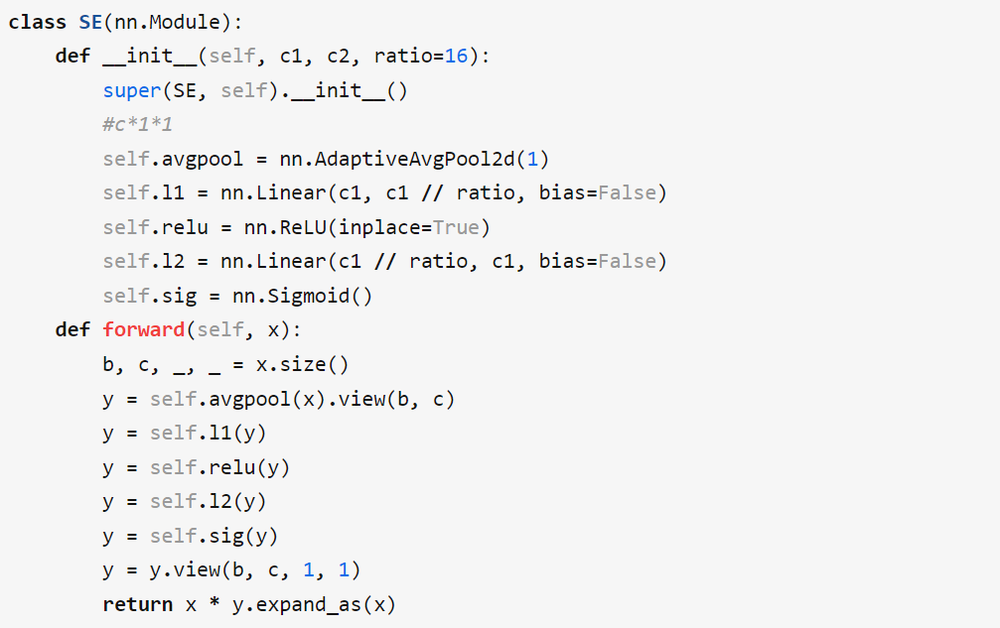 class SE(nn.Module):
    def __init__(self, c1, c2, ratio=16):
        super(SE, self).__init__()
        #c*1*1
        self.avgpool = nn.AdaptiveAvgPool2d(1)
        self.l1 = nn.Linear(c1, c1 // ratio, bias=False)
        self.relu = nn.ReLU(inplace=True)
        self.l2 = nn.Linear(c1 // ratio, c1, bias=False)
        self.sig = nn.Sigmoid()
    def forward(self, x):
        b, c, _, _ = x.size()
        y = self.avgpool(x).view(b, c)
        y = self.l1(y)
        y = self.relu(y)
        y = self.l2(y)
        y = self.sig(y)
        y = y.view(b, c, 1, 1)
        return x * y.expand_as(x)